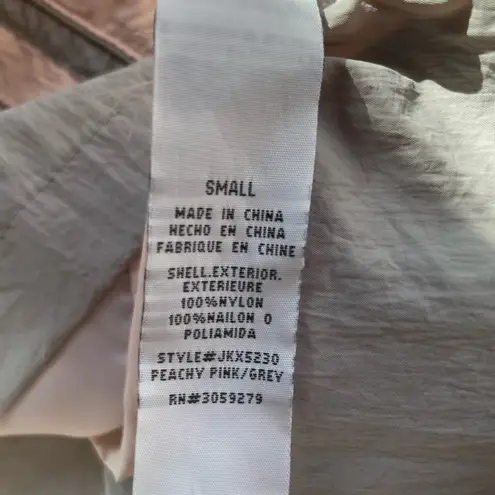 SMALL
MADE IN CHINA
HECHO EN CHINA
FABRIQUE EN CHINE
SHELL.EXTERIOR.
EXTERIEURE
100%NYLON
100%NAILON O
POLIAMIDA
STYLE#JKX5230
PEACHY PINK/GREY
RN#3059279